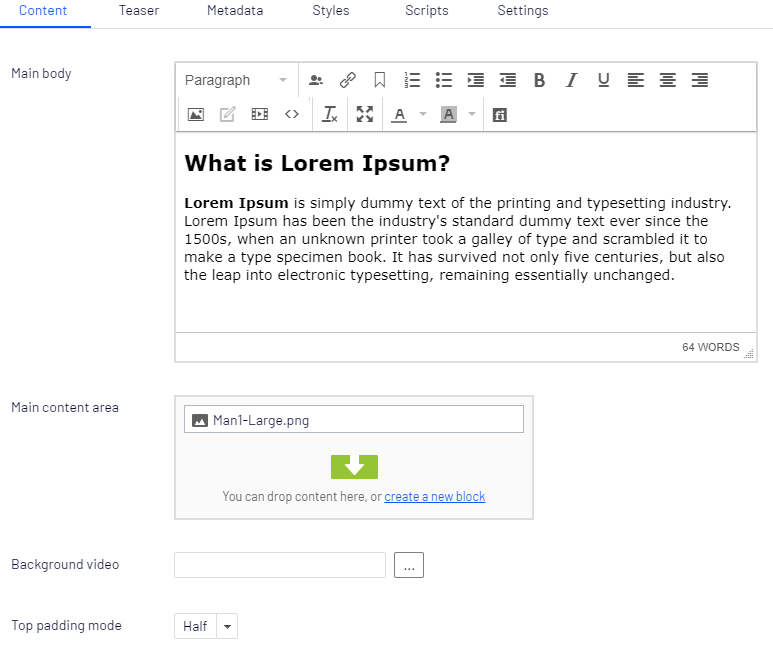 Content Teaser Metadata Styles Scripts Settings
Main body
Paragraph
What is Lorem Ipsum?
Lorem Ipsum is simply dummy text of the printing and typesetting industry.
Lorem Ipsum has been the industry's standard dummy text ever since the
1500s, when an unknown printer took a galley of type and scrambled it to
make a type specimen book. It has survived not only five centuries, but also
the leap into electronic typesetting, remaining essentially unchanged.
64 WORDS
Main content area
Man1-Large.png
You can drop content here, or create a new block
Background video
...
Top padding mode
Half